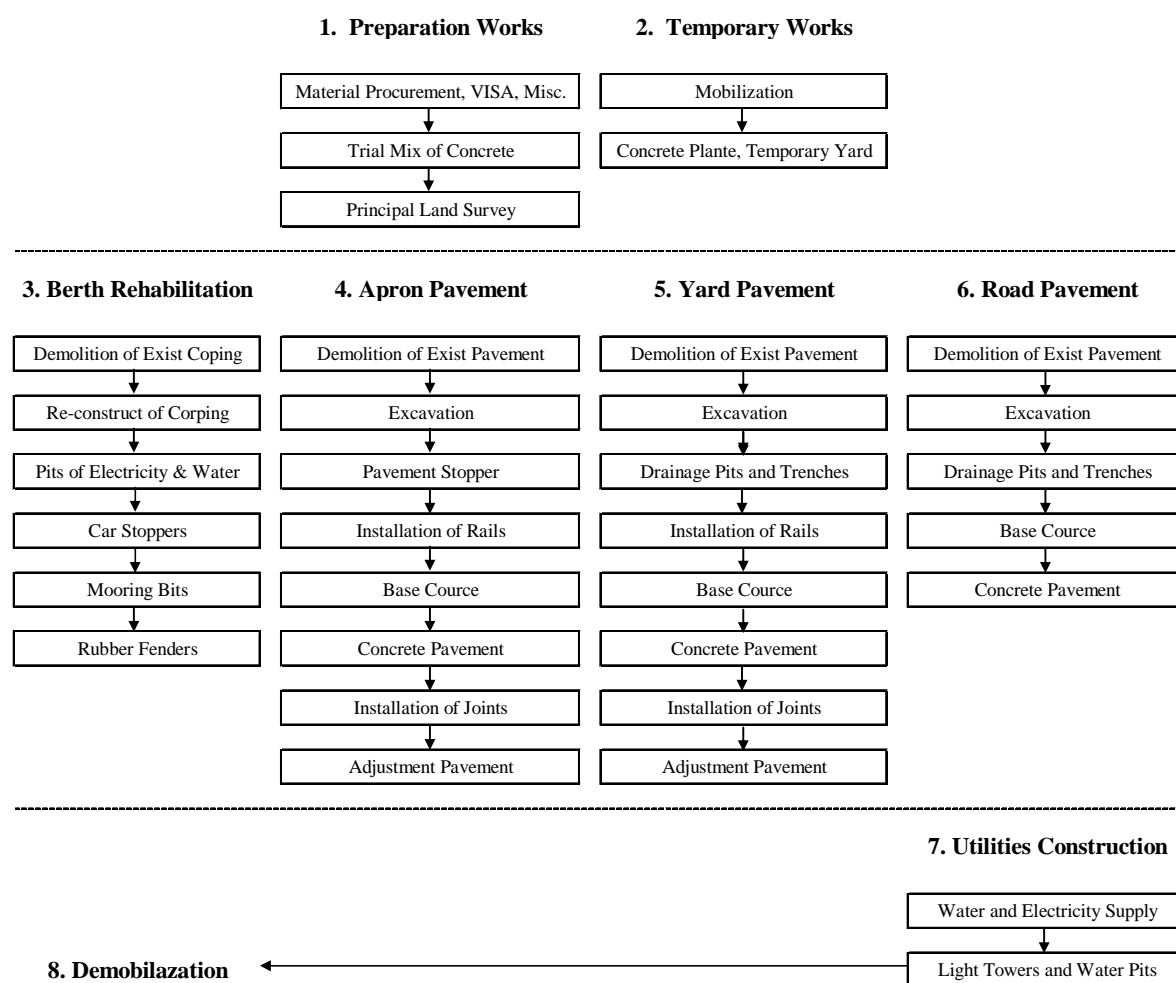 1. Preparation Works
2. Temporary Works
Material Procurement, VISA, Misc.
Trial Mix of Concrete
Principal Land Survey
Mobilization
Concrete Plante, Temporary Yard
3. Berth Rehabilitation
4. Apron Pavement
5. Yard Pavement
6. Road Pavement
Demolition of Exist Coping
Re-construct of Corping
Pits of Electricity & Water
Car Stoppers
Mooring Bits
Rubber Fenders
Demolition of Exist Pavement
Excavation
Pavement Stopper
Installation of Rails
Base Cource
Concrete Pavement
Installation of Joints
Adjustment Pavement
Demolition of Exist Pavement
Excavation
Drainage Pits and Trenches
Installation of Rails
Base Cource
Concrete Pavement
Installation of Joints
Adjustment Pavement
Demolition of Exist Pavement
Excavation
Drainage Pits and Trenches
Base Cource
Concrete Pavement
7. Utilities Construction
Water and Electricity Supply
Light Towers and Water Pits
8. Demobilazation